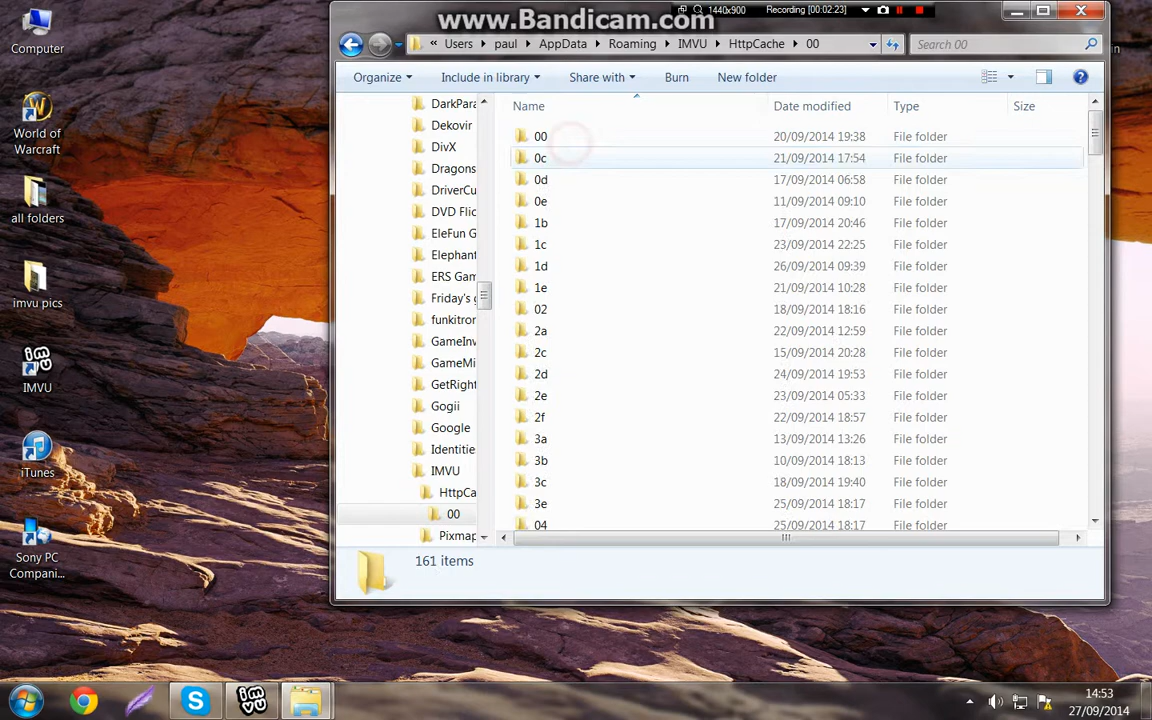 www.Bandicam.com
1440x900
Recording [00:02:23]
Computer
World of
Warcraft
all folders
imvu pics
IMVU
iTunes
Sony PC
Compani...
« Users paul AppData Roaming IMVU HttpCache 00
Search 00
Organize Include in library Share with Burn New folder
DarkPara
Dekovir
DivX
Dragons
DriverCu
DVD Flic
EleFun G
Elephant
ERS Gam
Friday's g
funkitron
GameInv
GameMi
GetRight
Gogii
Google
Identitie
IMVU
HttpCa
00
Pixmap
Name Date modified Type Size
00 20/09/2014 19:38 File folder
0c 21/09/2014 17:54 File folder
0d 17/09/2014 06:58 File folder
0e 11/09/2014 09:10 File folder
1b 17/09/2014 20:46 File folder
1c 23/09/2014 22:25 File folder
1d 26/09/2014 09:39 File folder
1e 21/09/2014 10:28 File folder
02 18/09/2014 18:16 File folder
2a 22/09/2014 12:59 File folder
2c 15/09/2014 20:28 File folder
2d 24/09/2014 19:53 File folder
2e 23/09/2014 05:33 File folder
2f 22/09/2014 18:57 File folder
3a 13/09/2014 13:26 File folder
3b 10/09/2014 18:13 File folder
3c 18/09/2014 19:40 File folder
3e 25/09/2014 18:17 File folder
04 25/09/2014 18:17 File folder
161 items
in
imvu
14:53
27/09/2014